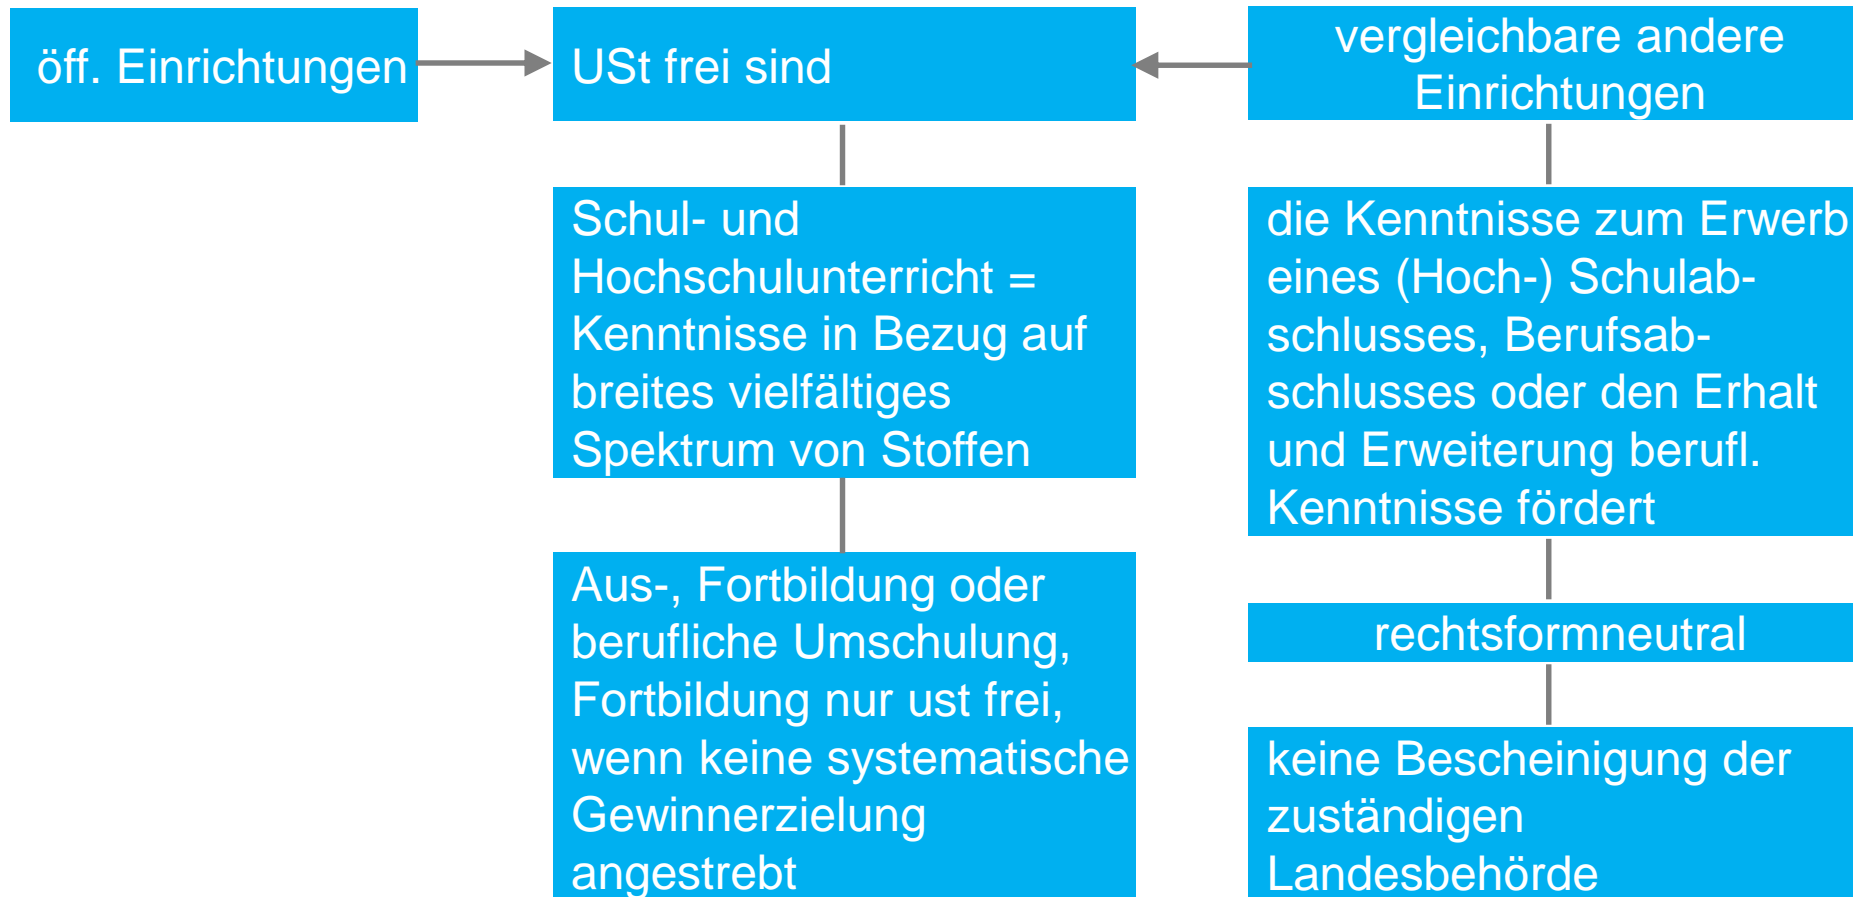 öff. Einrichtungen
USt frei sind
vergleichbare andere
Einrichtungen
Schul- und
Hochschulunterricht =
Kenntnisse in Bezug auf
breites vielfältiges
Spektrum von Stoffen
die Kenntnisse zum Erwerb
eines (Hoch-) Schulab-
schlusses, Berufsab-
schlusses oder den Erhalt
und Erweiterung berufl.
Kenntnisse fördert
Aus-, Fortbildung oder
berufliche Umschulung,
Fortbildung nur ust frei,
wenn keine systematische
Gewinnerzielung
angestrebt
rechtsformneutral
keine Bescheinigung der
zuständigen
Landesbehörde